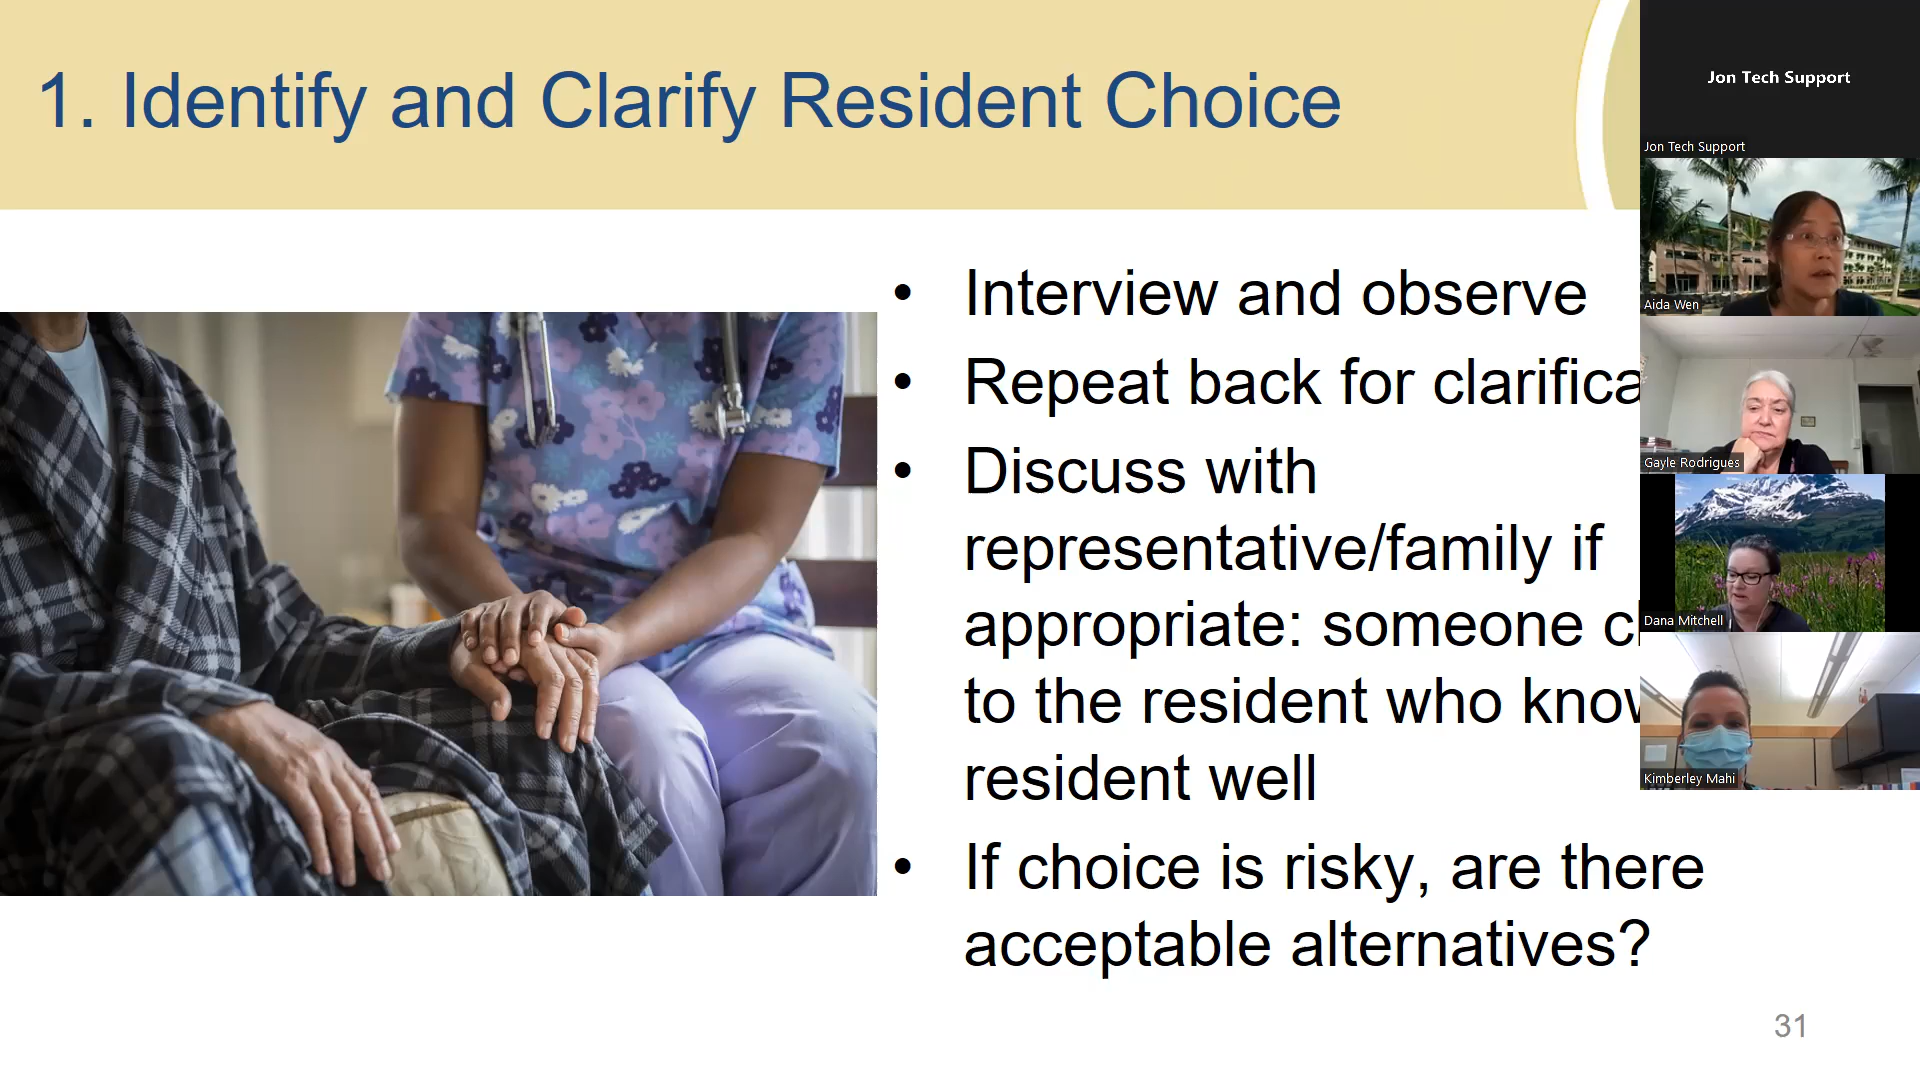 1. Identify and Clarify Resident Choice
• Interview and observe
• Repeat back for
• Discuss with
representative/family if
appropriate: someone
to the resident who
resident well
• If choice is risky, are there
acceptable alternatives?
31
Jon Tech Support
Jon Tech Support
Aida Wen
Gayle Rodrigues
Dana Mitchell
Kimberley Mahi